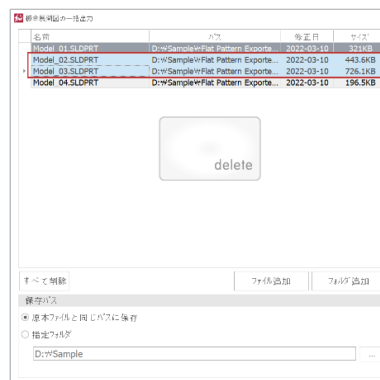 板金展開図の一括出力
名前 パス 修正日 サイズ
Model_01.SLDPRT D:￦Sample￦Flat Pattern Exporte... 2022-03-10 321KB
Model_02.SLDPRT D:￦Sample￦Flat Pattern Exporte... 2022-03-10 443.6KB
Model_03.SLDPRT D:￦Sample￦Flat Pattern Exporte... 2022-03-10 726.1KB
Model_04.SLDPRT D:￦Sample￦Flat Pattern Exporte... 2022-03-10 196.5KB
delete
すべて削除 ファイル追加 フォルダ追加
保存パス
原本ファイルと同じパスに保存
指定フォルダ
D:￦Sample ...